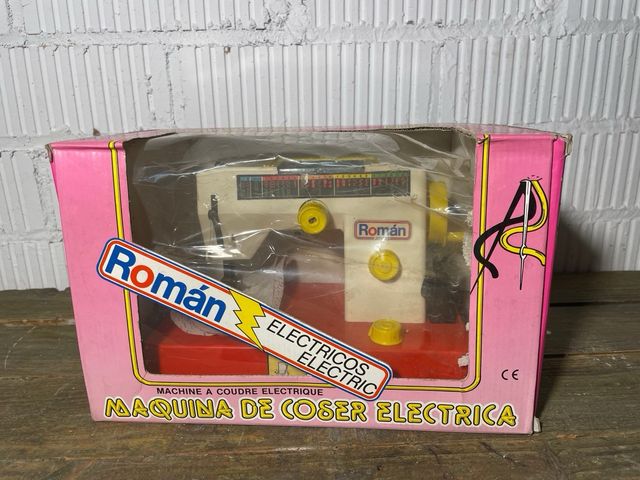 Román
Román
ELECTRICOS
ELECTRIC
CE
MACHINE A COUDRE ELECTRIQUE
MAQUINA DE COSER ELECTRICA